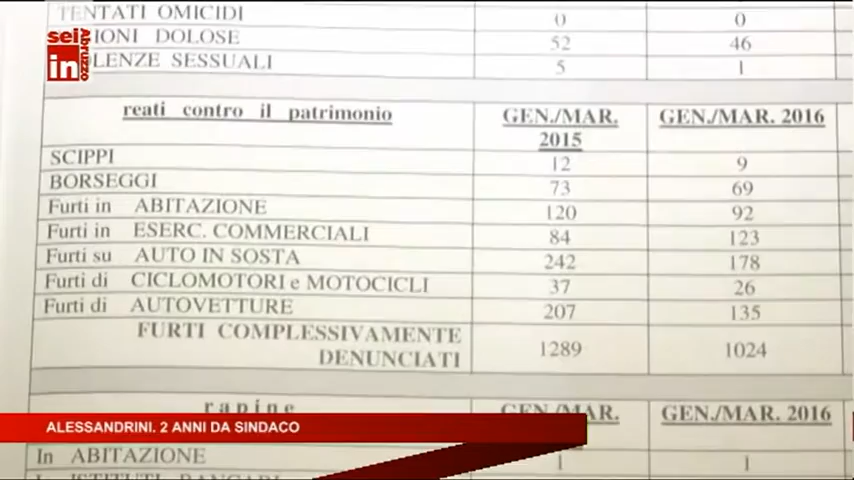 TENTATI OMICIDI 0 0
IONI DOLOSE 52 46
OLENZE SESSUALI 5 1
sei in Abruzzo
reati contro il patrimonio GEN./MAR. 2015 GEN./MAR. 2016
SCIPPI 12 9
BORSEGGI 73 69
Furti in ABITAZIONE 120 92
Furti in ESERC. COMMERCIALI 84 123
Furti su AUTO IN SOSTA 242 178
Furti di CICLOMOTORI e MOTOCICLI 37 26
Furti di AUTOVETTURE 207 135
FURTI COMPLESSIVAMENTE
DENUNCIATI 1289 1024
rapine GEN./MAR. GEN./MAR. 2016
ALESSANDRINI. 2 ANNI DA SINDACO
In ABITAZIONE 1 1